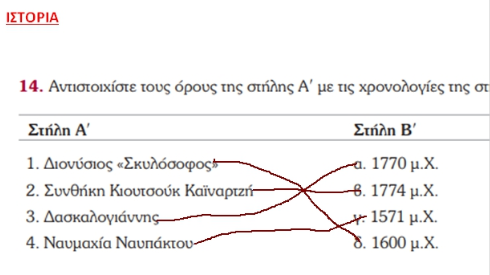 ΙΣΤΟΡΙΑ
14. Αντιστοιχίστε τους όρους της στήλης Α′ με τις χρονολογίες της στ
Στήλη Α′ Στήλη Β′
1. Διονύσιος «Σκυλόσοφος» α. 1770 μ.Χ.
2. Συνθήκη Κιουτσούκ Καϊναρτζή β. 1774 μ.Χ.
3. Δασκαλογιάννης γ. 1571 μ.Χ.
4. Ναυμαχία Ναυπάκτου δ. 1600 μ.Χ.